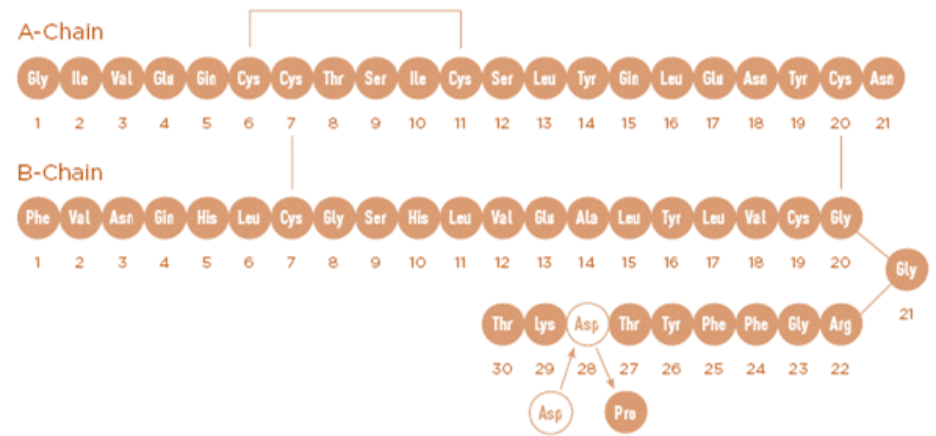 A-Chain
Gly Ile Val Glu Gin Cys Cys Thr Ser Ile Cys Ser Leu Tyr Gin Leu Glu Asn Tyr Cys Asn
1 2 3 4 5 6 7 8 9 10 11 12 13 14 15 16 17 18 19 20 21
B-Chain
Phe Val Asn Gin His Leu Cys Gly Ser His Leu Val Glu Ala Leu Tyr Leu Val Cys Gly
1 2 3 4 5 6 7 8 9 10 11 12 13 14 15 16 17 18 19 20
Gly
21
Thr Lys Asp Thr Tyr Phe Phe Gly Arg
30 29 28 27 26 25 24 23 22
Asp Pro